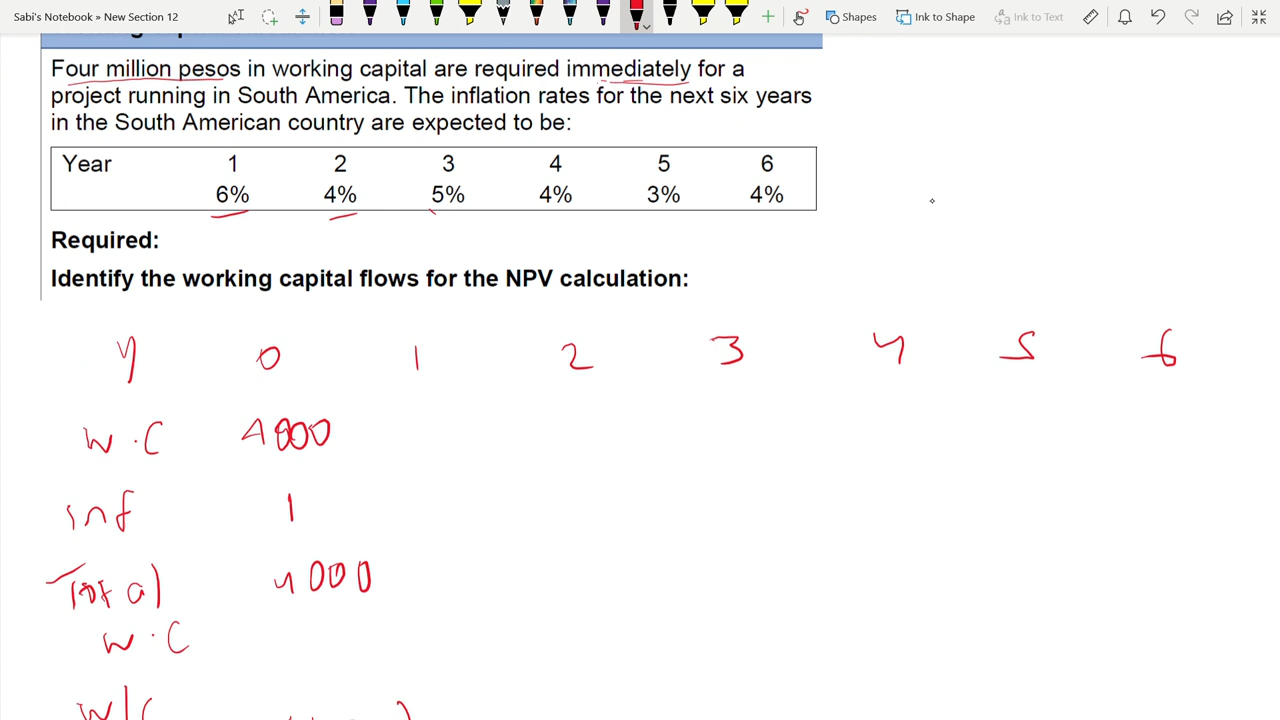 Sabi's Notebook » New Section 12
Shapes
Ink to Shape
Ink to Text
Four million pesos in working capital are required immediately for a
project running in South America. The inflation rates for the next six years
in the South American country are expected to be:
Year 1 2 3 4 5 6
6% 4% 5% 4% 3% 4%
Required:
Identify the working capital flows for the NPV calculation:
Y 0 1 2 3 4 5 6
W.C 4000
inf 1
Total 4000
W.C
W/C